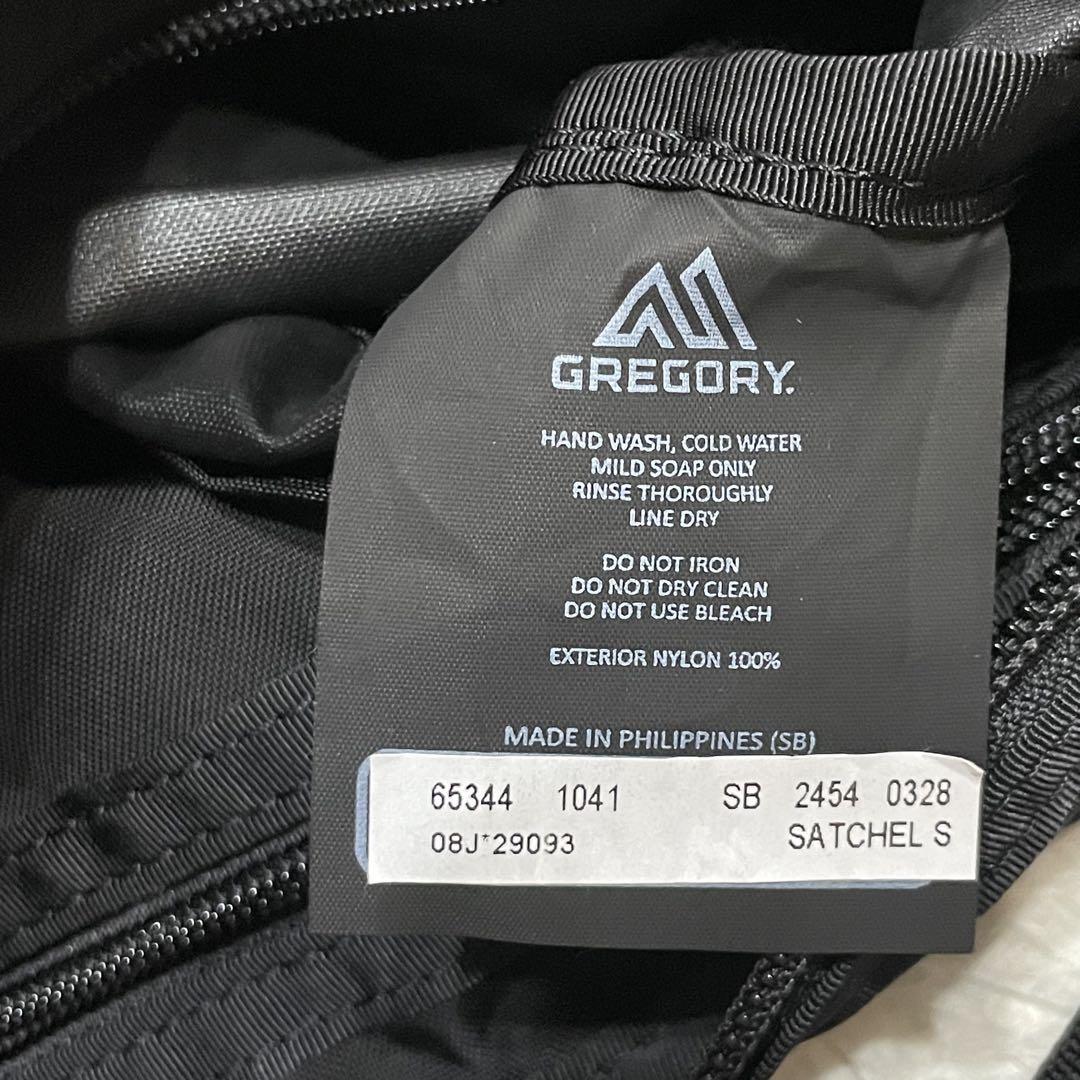 GREGORY.
HAND WASH, COLD WATER
MILD SOAP ONLY
RINSE THOROUGHLY
LINE DRY
DO NOT IRON
DO NOT DRY CLEAN
DO NOT USE BLEACH
EXTERIOR NYLON 100%
MADE IN PHILIPPINES (SB)
65344 1041 SB 2454 0328
08J*29093 SATCHEL S